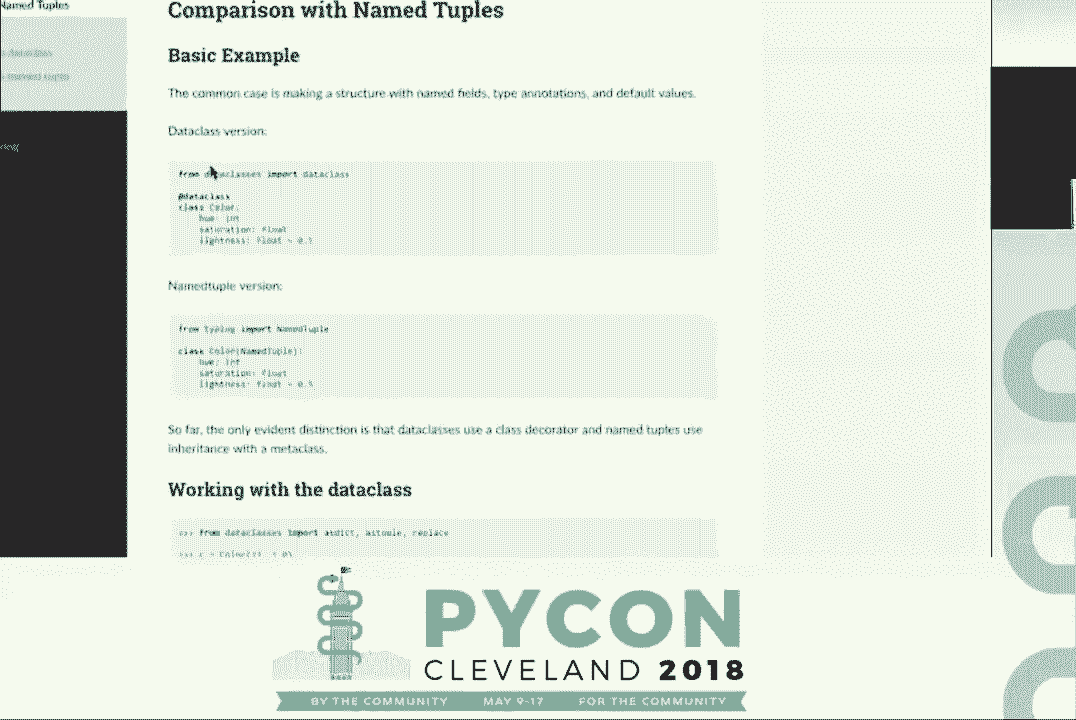 Named Tuples
Comparison with Named Tuples
Basic Example
The common case is making a structure with named fields, type annotations, and default values.
Dataclass version:
from dataclasses import dataclass
@dataclass
class Color:
hue: int
saturation: float
lightness: float = 0.5
Namedtuple version:
from typing import NamedTuple
class Color(NamedTuple):
hue: int
saturation: float
lightness: float = 0.5
So far, the only evident distinction is that dataclasses use a class decorator and named tuples use
inheritance with a metaclass.
Working with the dataclass
>>> from dataclasses import asdict, astuple, replace
PYCON
CLEVELAND 2018
BY THE COMMUNITY MAY 9-17 FOR THE COMMUNITY